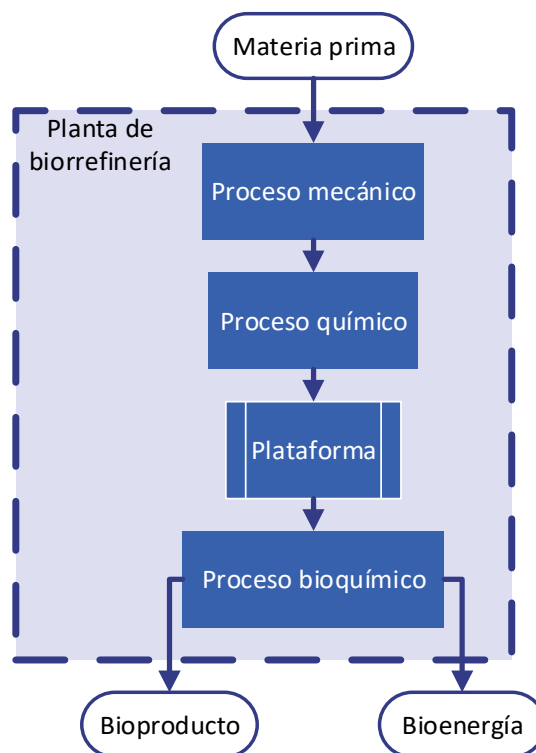 Materia prima
Planta de
biorrefinería
Proceso mecánico
Proceso químico
Plataforma
Proceso bioquímico
Bioproducto
Bioenergía